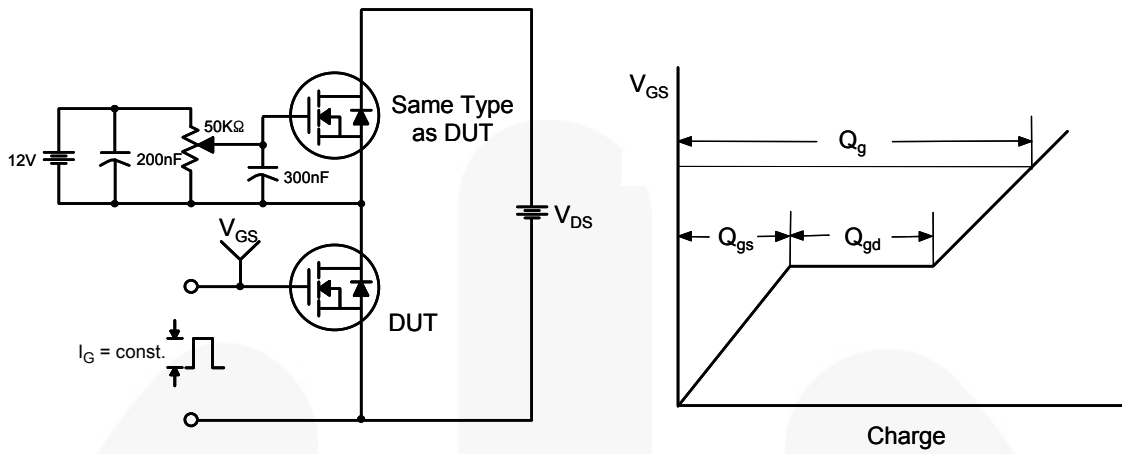 50KΩ
Same Type
as DUT
12V
200nF
300nF
V_GS
V_DS
DUT
I_G = const.
V_GS
Q_g
Q_gs
Q_gd
Charge